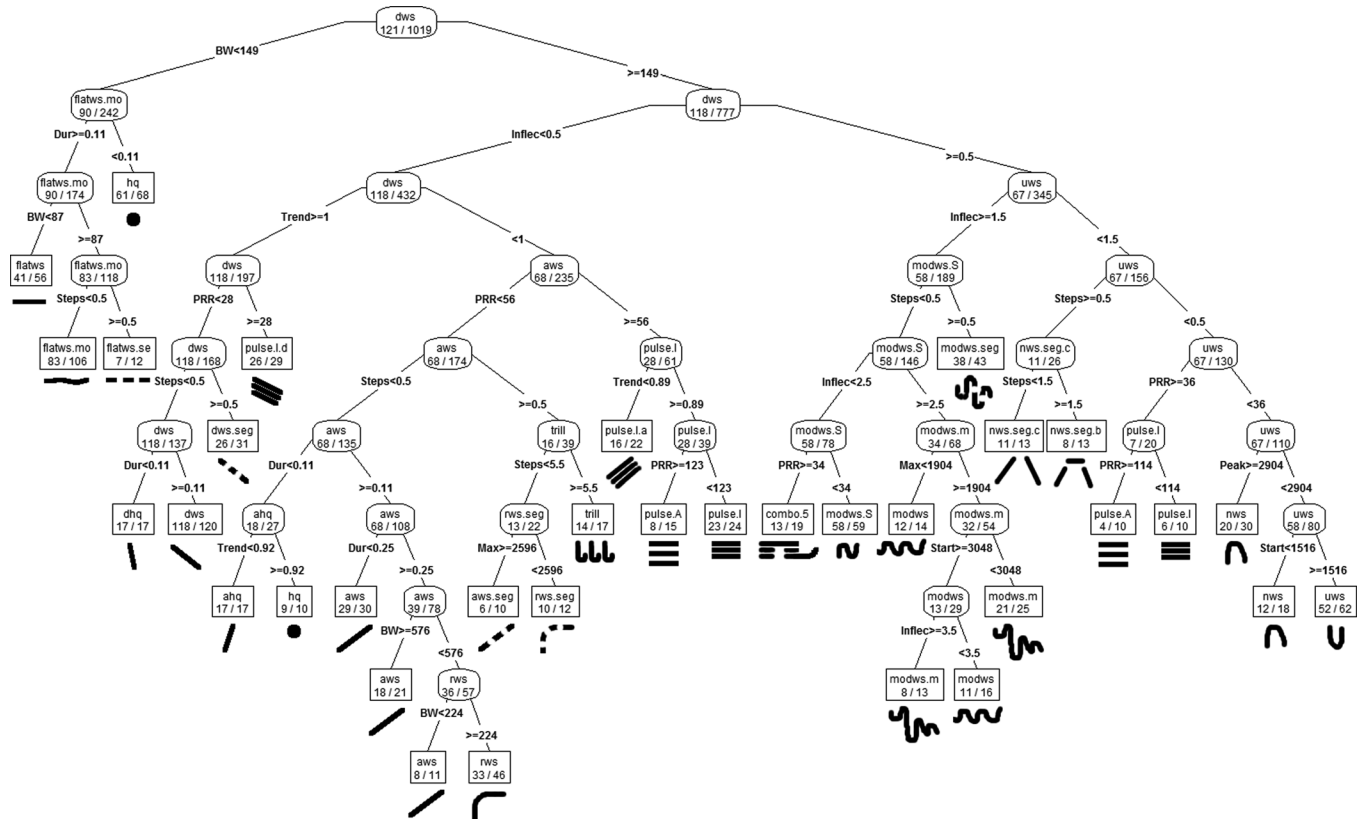 dws
121 / 1019
BW<149
>=149
flatws.mo
90 / 242
dws
118 / 777
Dur>=0.11
<0.11
Inflec<0.5
>=0.5
flatws.mo
90 / 174
hq
61 / 68
dws
118 / 432
uws
67 / 345
BW<87
>=87
Trend>=1
<1
Inflec>=1.5
<1.5
flatws
41 / 56
flatws.mo
83 / 118
dws
118 / 197
aws
68 / 235
modws.S
58 / 189
uws
67 / 156
Steps<0.5
>=0.5
PRR<28
>=28
PRR<56
>=56
Steps<0.5
>=0.5
Steps>=0.5
<0.5
flatws.mo
83 / 106
flatws.se
7 / 12
dws
118 / 168
pulse.l.d
26 / 29
aws
68 / 174
pulse.l
28 / 61
modws.S
58 / 146
modws.seg
38 / 43
nws.seg.c
11 / 26
uws
67 / 130
Steps<0.5
>=0.5
Steps<0.5
>=0.5
Trend<0.89
>=0.89
Inflec<2.5
>=2.5
Steps<1.5
>=1.5
PRR>=36
<36
dws
118 / 137
dws.seg
26 / 31
aws
68 / 135
trill
16 / 39
pulse.l.a
16 / 22
pulse.l
28 / 39
modws.S
58 / 78
modws.m
34 / 68
nws.seg.c
11 / 13
nws.seg.b
8 / 13
pulse.l
7 / 20
uws
67 / 110
Dur<0.11
>=0.11
Dur<0.11
>=0.11
Steps<5.5
>=5.5
PRR>=123
<123
PRR>=34
<34
Max<1904
>=1904
PRR>=114
<114
Peak>=2904
<2904
dhq
17 / 17
dws
118 / 120
ahq
18 / 27
aws
68 / 108
rws.seg
13 / 22
trill
14 / 17
pulse.A
8 / 15
pulse.l
23 / 24
combo.5
13 / 19
modws.S
58 / 59
modws
12 / 14
modws.m
32 / 54
pulse.A
4 / 10
pulse.l
6 / 10
nws
20 / 30
uws
58 / 80
Trend<0.92
>=0.92
Dur<0.25
>=0.25
Max>=2596
<2596
Start>=3048
<3048
Start<1516
>=1516
ahq
17 / 17
hq
9 / 10
aws
29 / 30
aws
39 / 78
aws.seg
6 / 10
rws.seg
10 / 12
modws
13 / 29
modws.m
21 / 25
nws
12 / 18
uws
52 / 62
BW>=576
<576
Inflec>=3.5
<3.5
aws
18 / 21
rws
36 / 57
modws.m
8 / 13
modws
11 / 16
BW<224
>=224
aws
8 / 11
rws
33 / 46